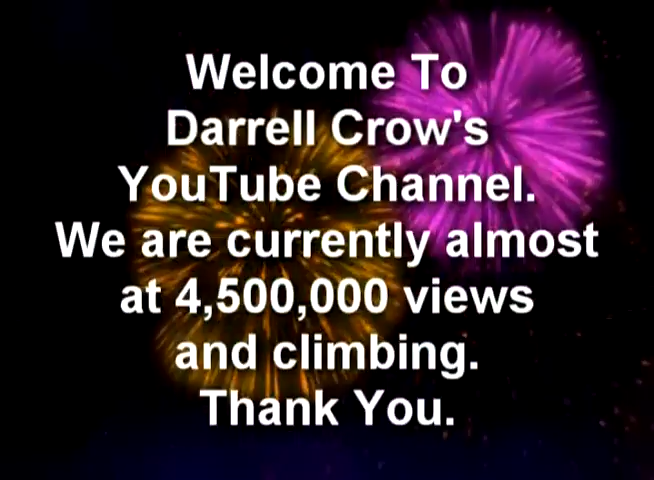 Welcome To
Darrell Crow's
YouTube Channel.
We are currently almost
at 4,500,000 views
and climbing.
Thank You.